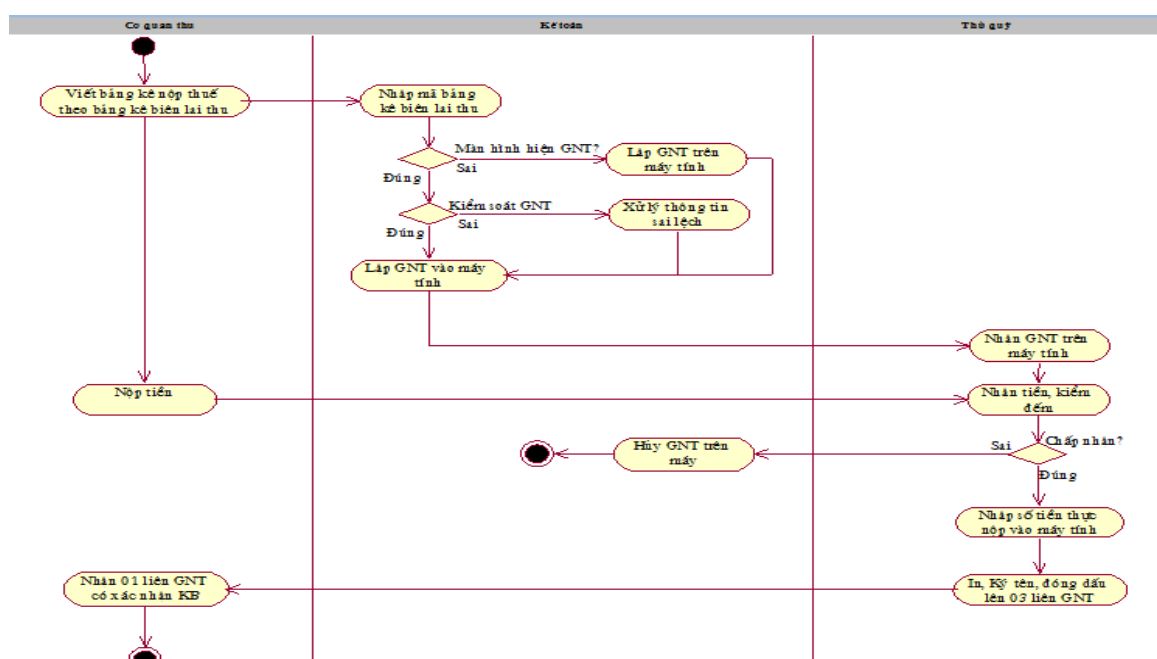 Cơ quan thu
Kế toán
Thủ quỹ
Viết bảng kê nộp thuế
theo bảng kê biên lai thu
Nhập mã bảng
kê biên lai thu
Màn hình hiện GNT?
Sai
Đúng
Lập GNT trên
máy tính
Kiểm soát GNT
Sai
Đúng
Xử lý thông tin
sai lệch
Lập GNT vào máy
tính
Nhận GNT trên
máy tính
Nộp tiền
Nhận tiền, kiểm
đếm
Chấp nhận?
Sai
Đúng
Hủy GNT trên
máy
Nhập số tiền thực
nộp vào máy tính
Nhận 01 liên GNT
có xác nhận KB
In, Ký tên, đóng dấu
lên 03 liên GNT